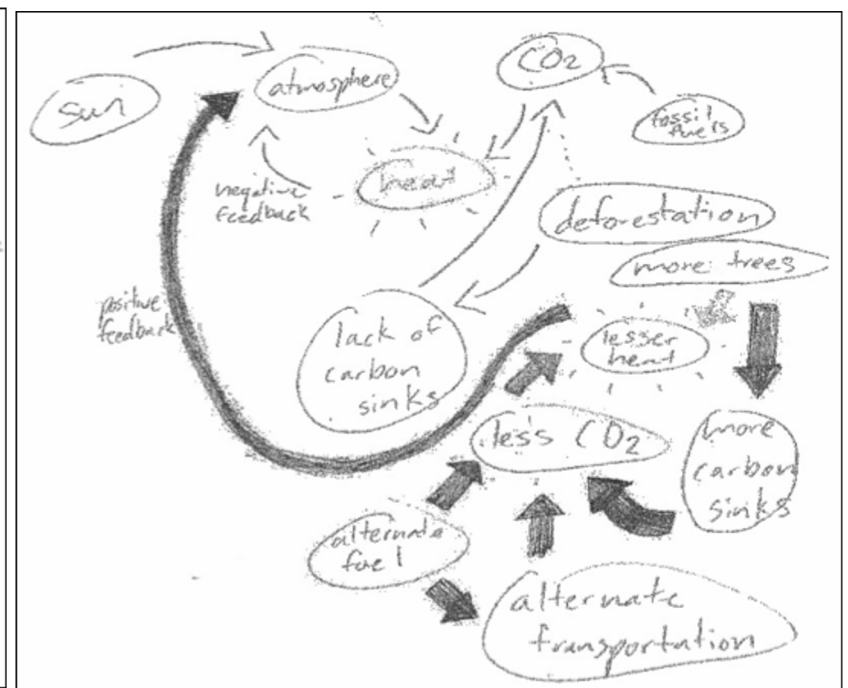 sun
atmosphere
CO2
fossil
fuels
heat
negative
feedback
deforestation
more trees
positive
feedback
lack of
carbon
sinks
lesser
heat
less CO2
more
carbon
sinks
alternate
fuel
alternate
transportation